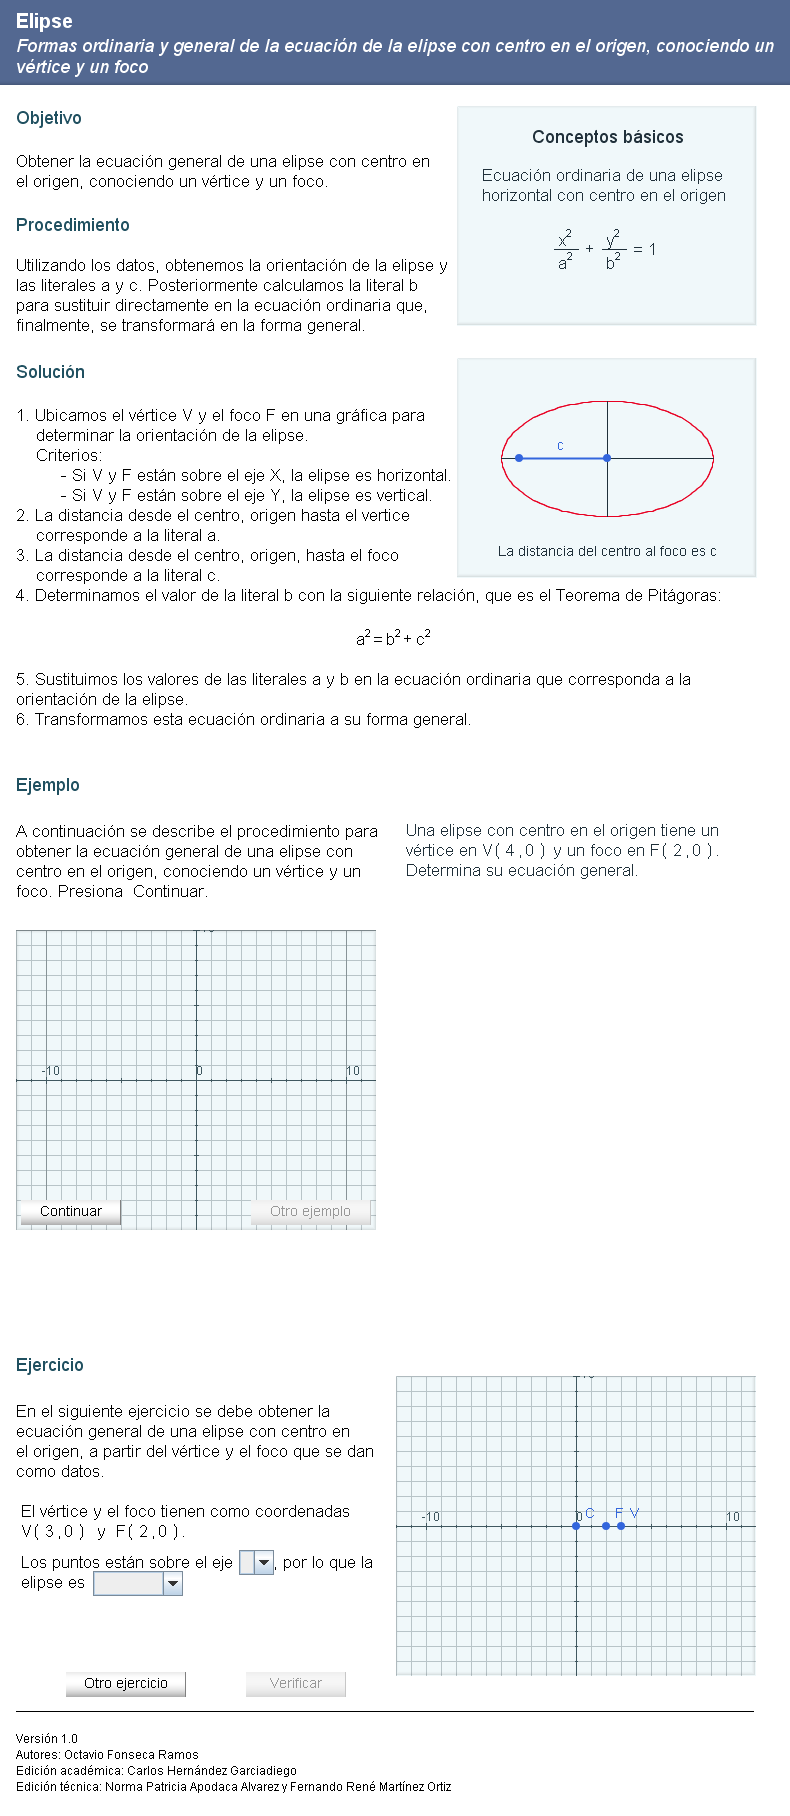 Elipse
Formas ordinaria y general de la ecuación de la elipse con centro en el origen, conociendo un
vértice y un foco
Objetivo
Obtener la ecuación general de una elipse con centro en
el origen, conociendo un vértice y un foco.
Procedimiento
Utilizando los datos, obtenemos la orientación de la elipse y
las literales a y c. Posteriormente calculamos la literal b
para sustituir directamente en la ecuación ordinaria que,
finalmente, se transformará en la forma general.
Conceptos básicos
Ecuación ordinaria de una elipse
horizontal con centro en el origen
x²/a² + y²/b² = 1
Solución
1. Ubicamos el vértice V y el foco F en una gráfica para
determinar la orientación de la elipse.
Criterios:
- Si V y F están sobre el eje X, la elipse es horizontal.
- Si V y F están sobre el eje Y, la elipse es vertical.
2. La distancia desde el centro, origen hasta el vertice
corresponde a la literal a.
3. La distancia desde el centro, origen, hasta el foco
corresponde a la literal c.
c
La distancia del centro al foco es c
4. Determinamos el valor de la literal b con la siguiente relación, que es el Teorema de Pitágoras:
a² = b² + c²
5. Sustituimos los valores de las literales a y b en la ecuación ordinaria que corresponda a la
orientación de la elipse.
6. Transformamos esta ecuación ordinaria a su forma general.
Ejemplo
A continuación se describe el procedimiento para
obtener la ecuación general de una elipse con
centro en el origen, conociendo un vértice y un
foco. Presiona Continuar.
Una elipse con centro en el origen tiene un
vértice en V( 4 , 0 ) y un foco en F( 2 , 0 ) .
Determina su ecuación general.
-10 0 10
Continuar
Otro ejemplo
Ejercicio
En el siguiente ejercicio se debe obtener la
ecuación general de una elipse con centro en
el origen, a partir del vértice y el foco que se dan
como datos.
El vértice y el foco tienen como coordenadas
V( 3 , 0 ) y F( 2 , 0 ) .
Los puntos están sobre el eje , por lo que la
elipse es
C F V
-10 0 10
Otro ejercicio
Verificar
Versión 1.0
Autores: Octavio Fonseca Ramos
Edición académica: Carlos Hernández Garciadiego
Edición técnica: Norma Patricia Apodaca Alvarez y Fernando René Martínez Ortiz